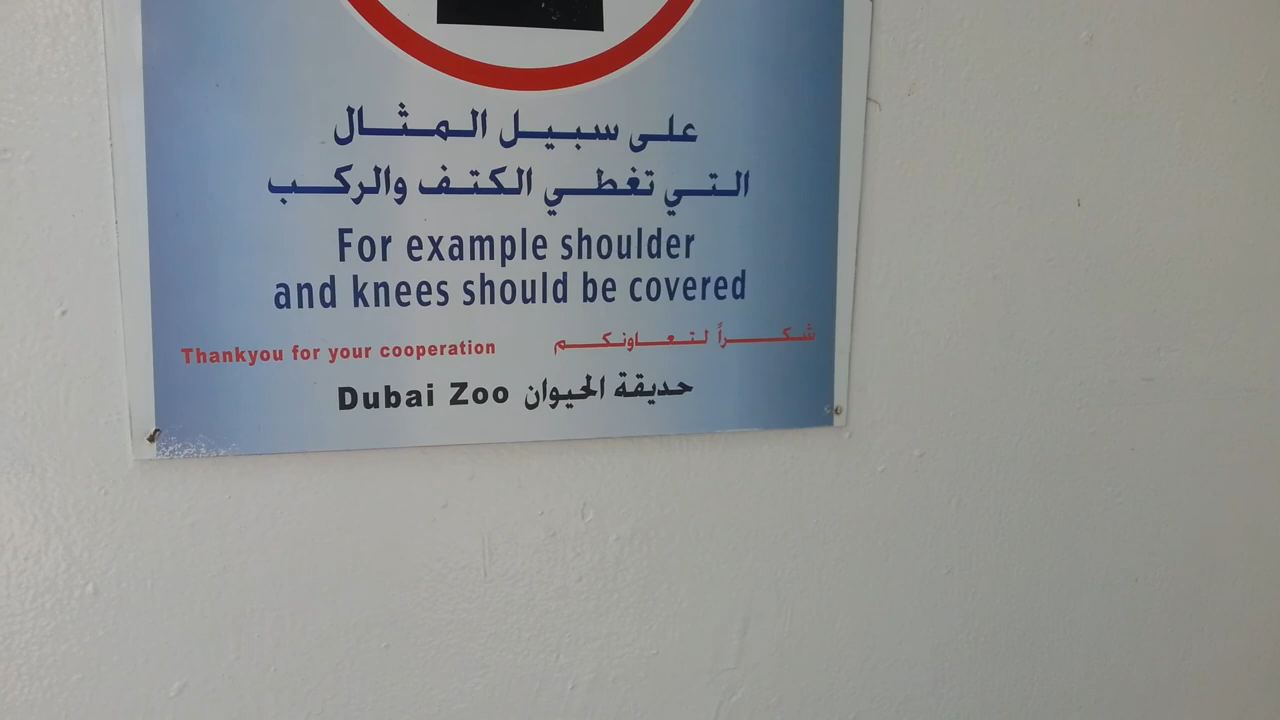 على سبيل المثال
التي تغطي الكتف والركب
For example shoulder
and knees should be covered
Thankyou for your cooperation شكراً لتعاونكم
Dubai Zoo حديقة الحيوان